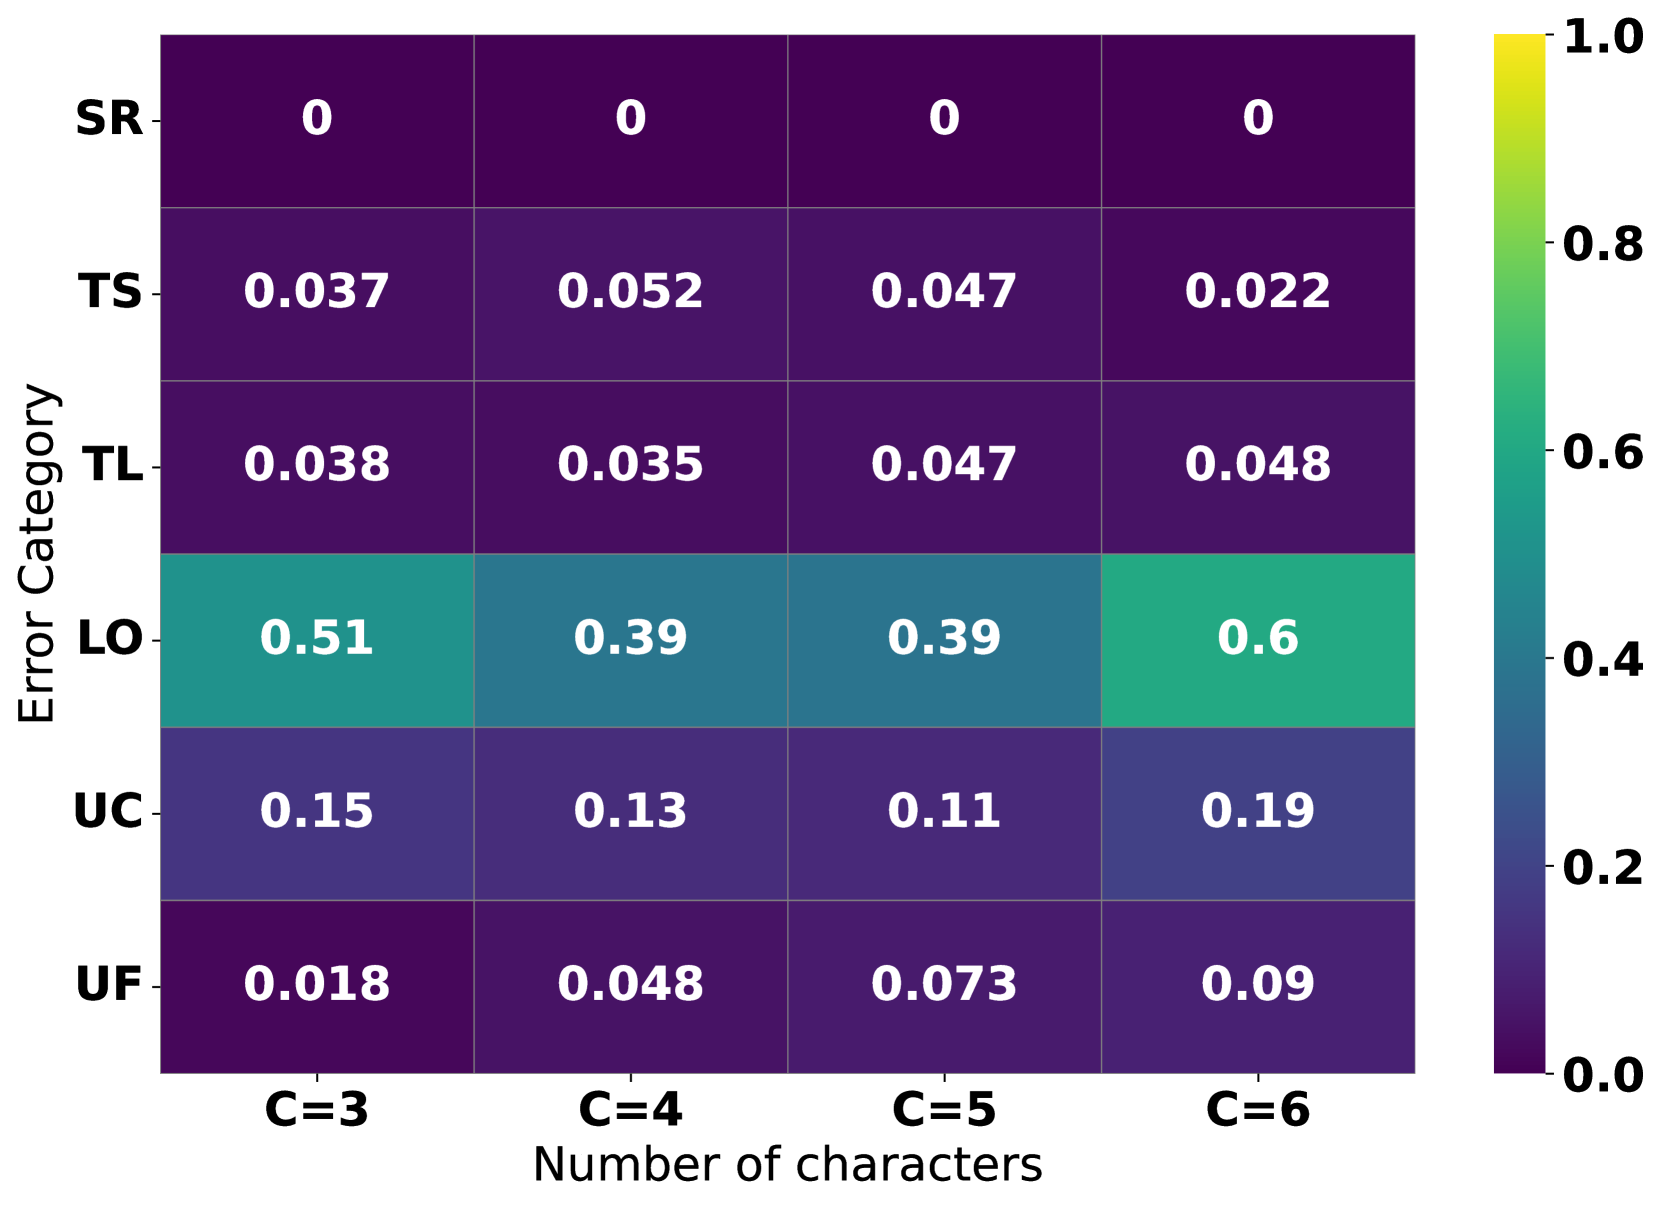 1.0
SR 0 0 0 0
0.8
TS 0.037 0.052 0.047 0.022
TL 0.038 0.035 0.047 0.048
0.6
Error Category
LO 0.51 0.39 0.39 0.6
0.4
UC 0.15 0.13 0.11 0.19
0.2
UF 0.018 0.048 0.073 0.09
0.0
C=3 C=4 C=5 C=6
Number of characters